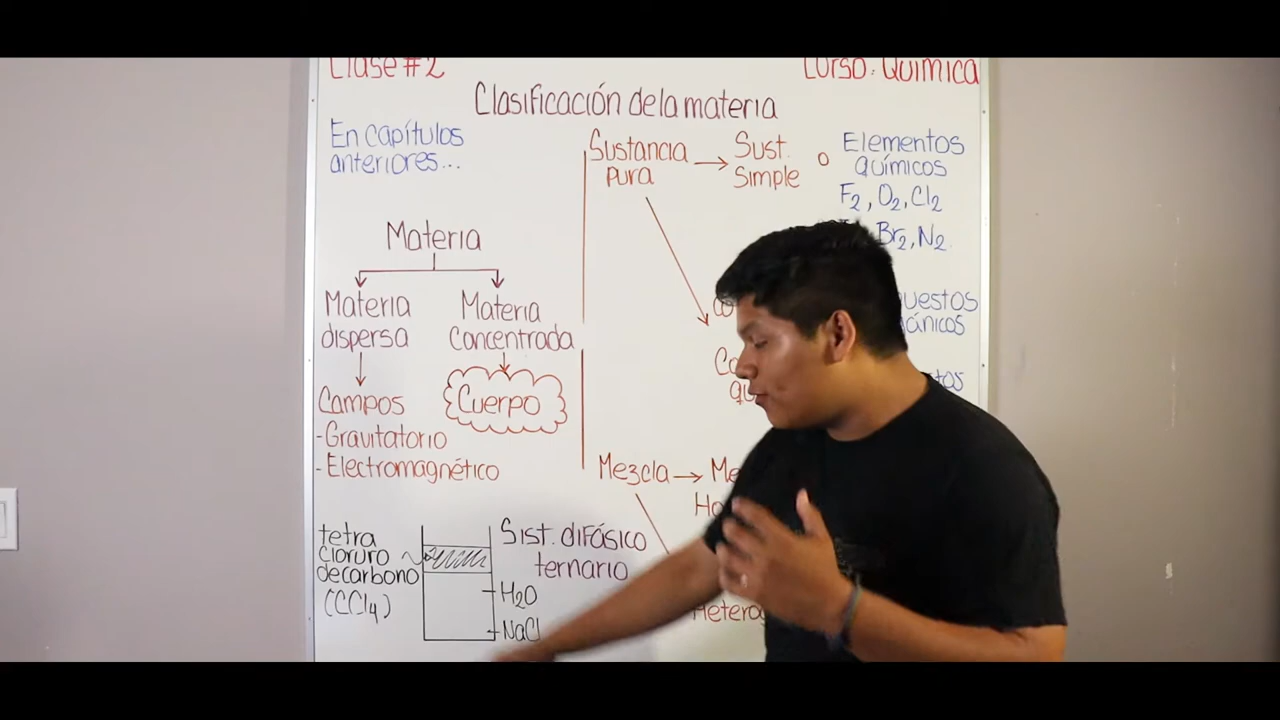 Clase #2
Curso: Química
Clasificación de la materia
En capítulos
anteriores...
Materia
Materia
dispersa
Materia
Concentrada
Campos
-Gravitatorio
-Electromagnético
Cuerpo
Sustancia
pura
Sust.
Simple
o
Elementos
químicos
F2, O2, Cl2
Br2, N2
Mezcla
tetra
cloruro
de carbono
(CCl4)
Sist. difásico
ternario
H2O
NaCl